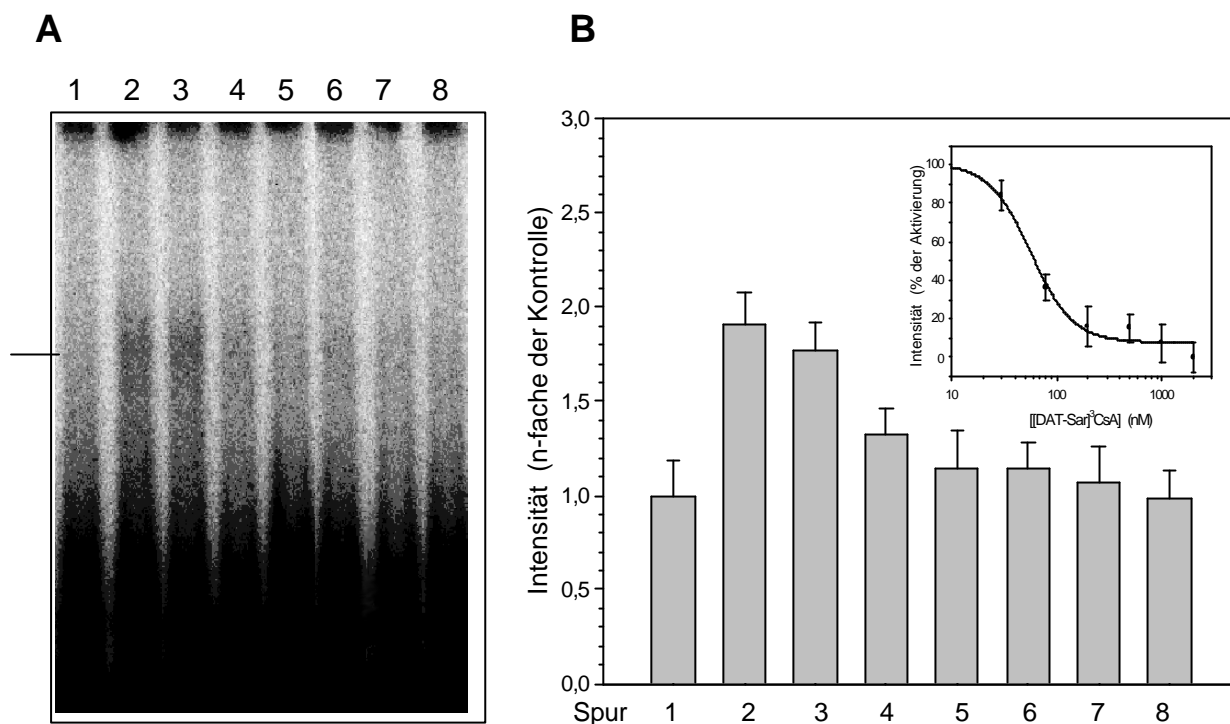 A
1 2 3 4 5 6 7 8
B
Intensität (n-fache der Kontrolle)
3,0
2,5
2,0
1,5
1,0
0,5
0,0
Intensität (% der Aktivierung)
100
80
60
40
20
0
10 100 1000
[[DAT-Sar]³CsA] (nM)
Spur 1 2 3 4 5 6 7 8